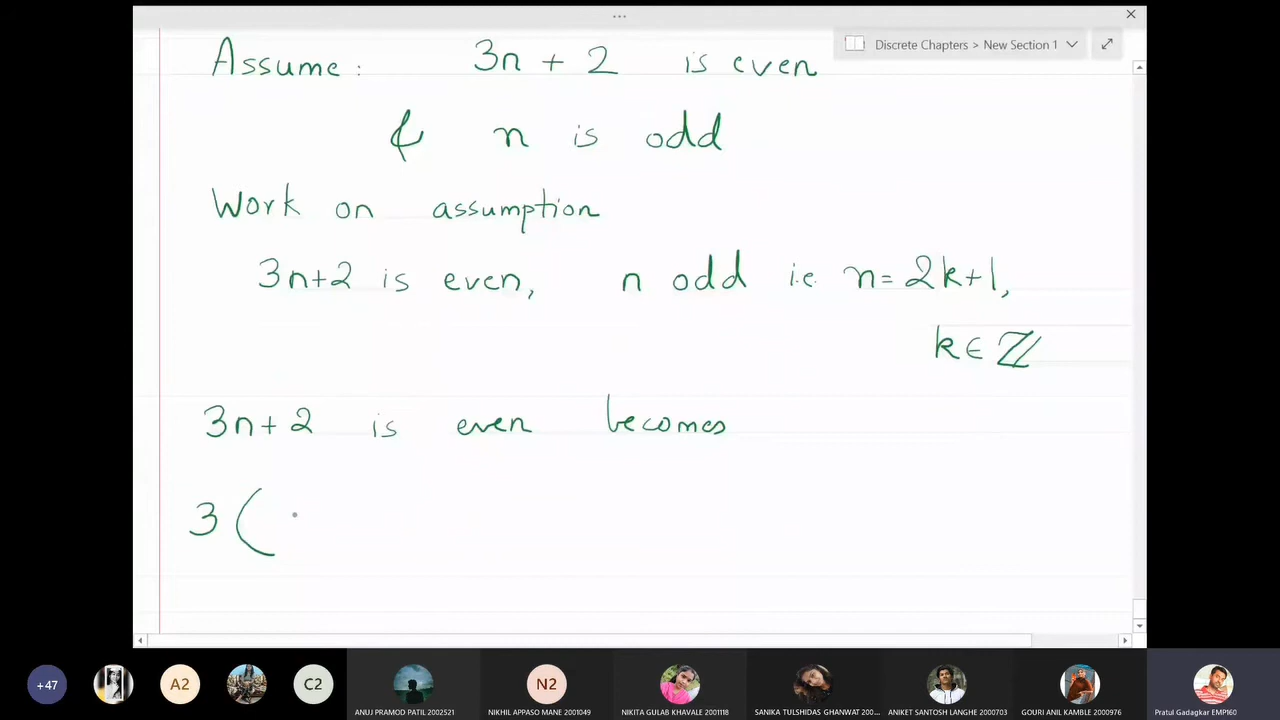 Discrete Chapters > New Section 1
Assume : 3n + 2 is even
& n is odd
Work on assumption
3n+2 is even, n odd i.e. n = 2k+1,
k ∈ ℤ
3n+2 is even becomes
3 (
+47
A2
C2
ANUJ PRAMOD PATIL 2002521
N2
NIKHIL APPASO MANE 2001049
NIKITA GULAB KHAVALE 2001118
SANIKA TULSHIDAS GHANWAT 200...
ANIKET SANTOSH LANGHE 2000703
GOURI ANIL KAMBLE 2000976
Pratul Gadagkar EMP160